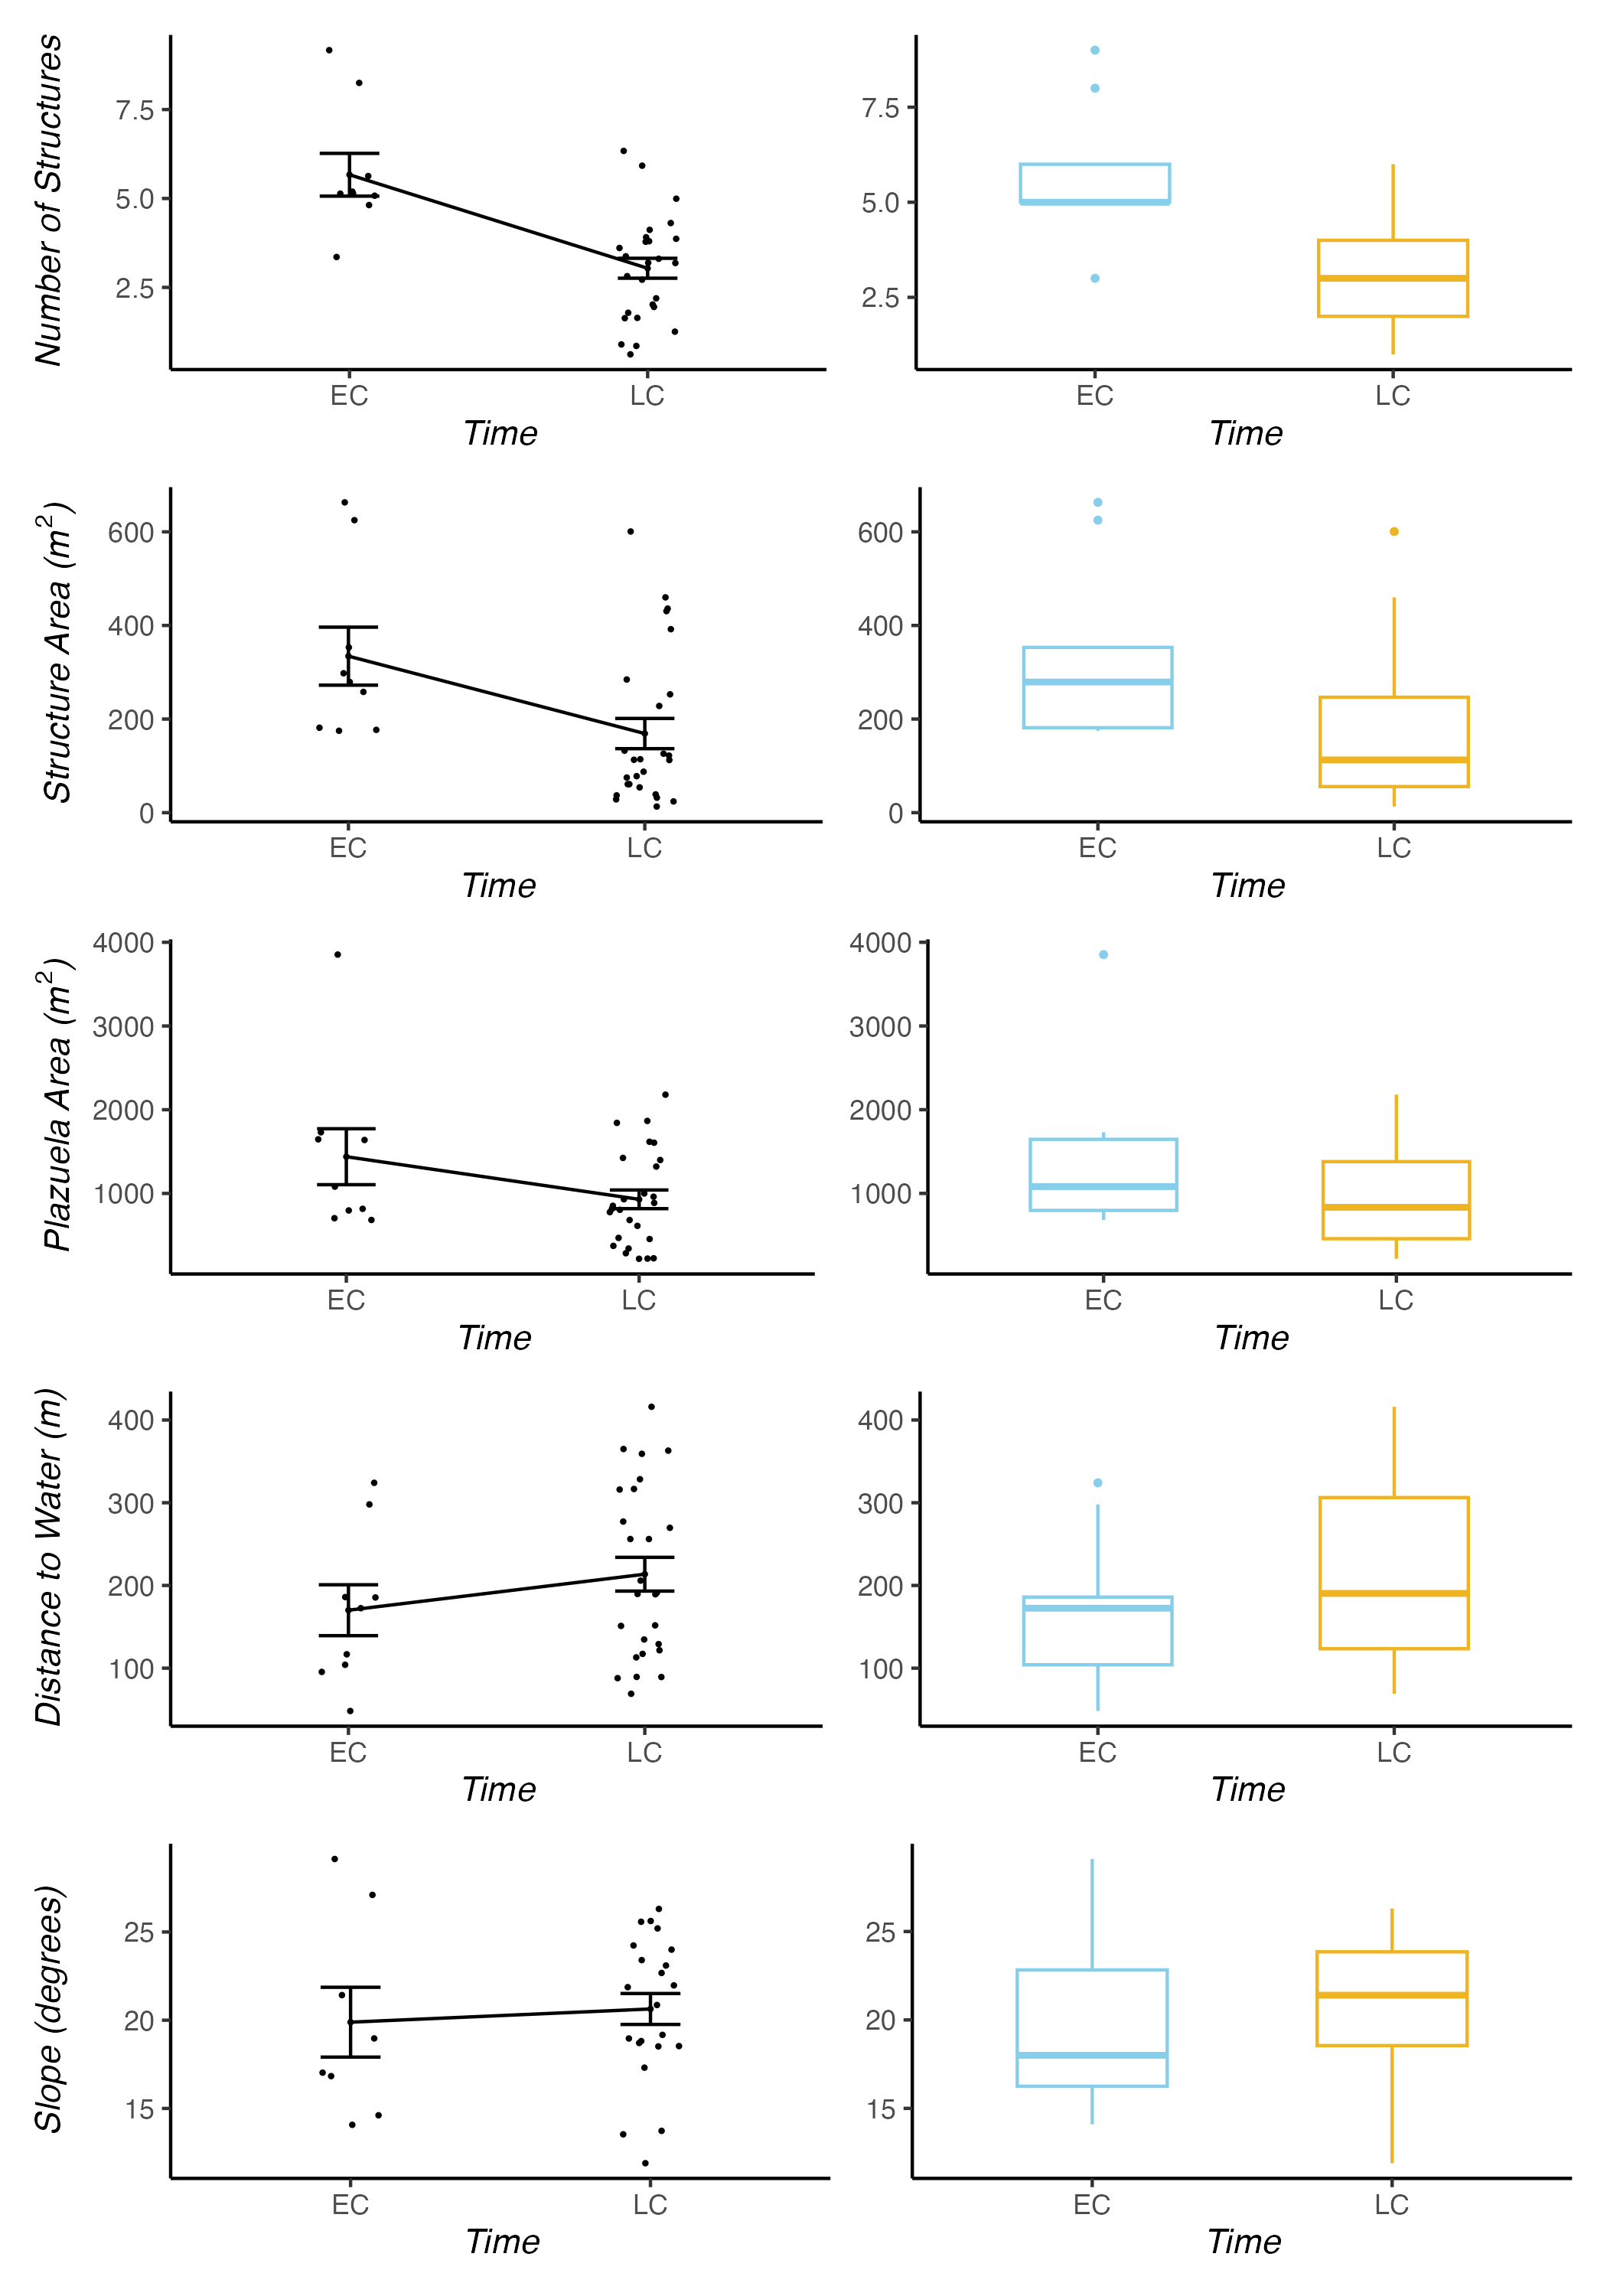 Number of Structures
7.5
5.0
2.5
EC LC
Time
7.5
5.0
2.5
EC LC
Time
Structure Area (m²)
600
400
200
0
EC LC
Time
600
400
200
0
EC LC
Time
Plazuela Area (m²)
4000
3000
2000
1000
EC LC
Time
4000
3000
2000
1000
EC LC
Time
Distance to Water (m)
400
300
200
100
EC LC
Time
400
300
200
100
EC LC
Time
Slope (degrees)
25
20
15
EC LC
Time
25
20
15
EC LC
Time